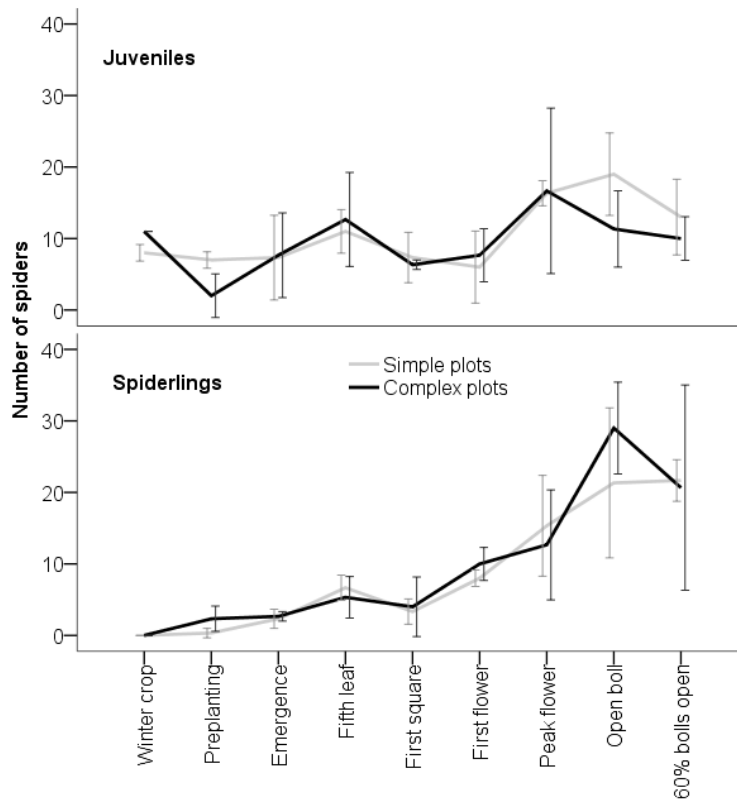 Number of spiders
40
Juveniles
30
20
10
0
40
Simple plots
Complex plots
Spiderlings
30
20
10
0
Winter crop
Preplanting
Emergence
Fifth leaf
First square
First flower
Peak flower
Open boll
60% bolls open